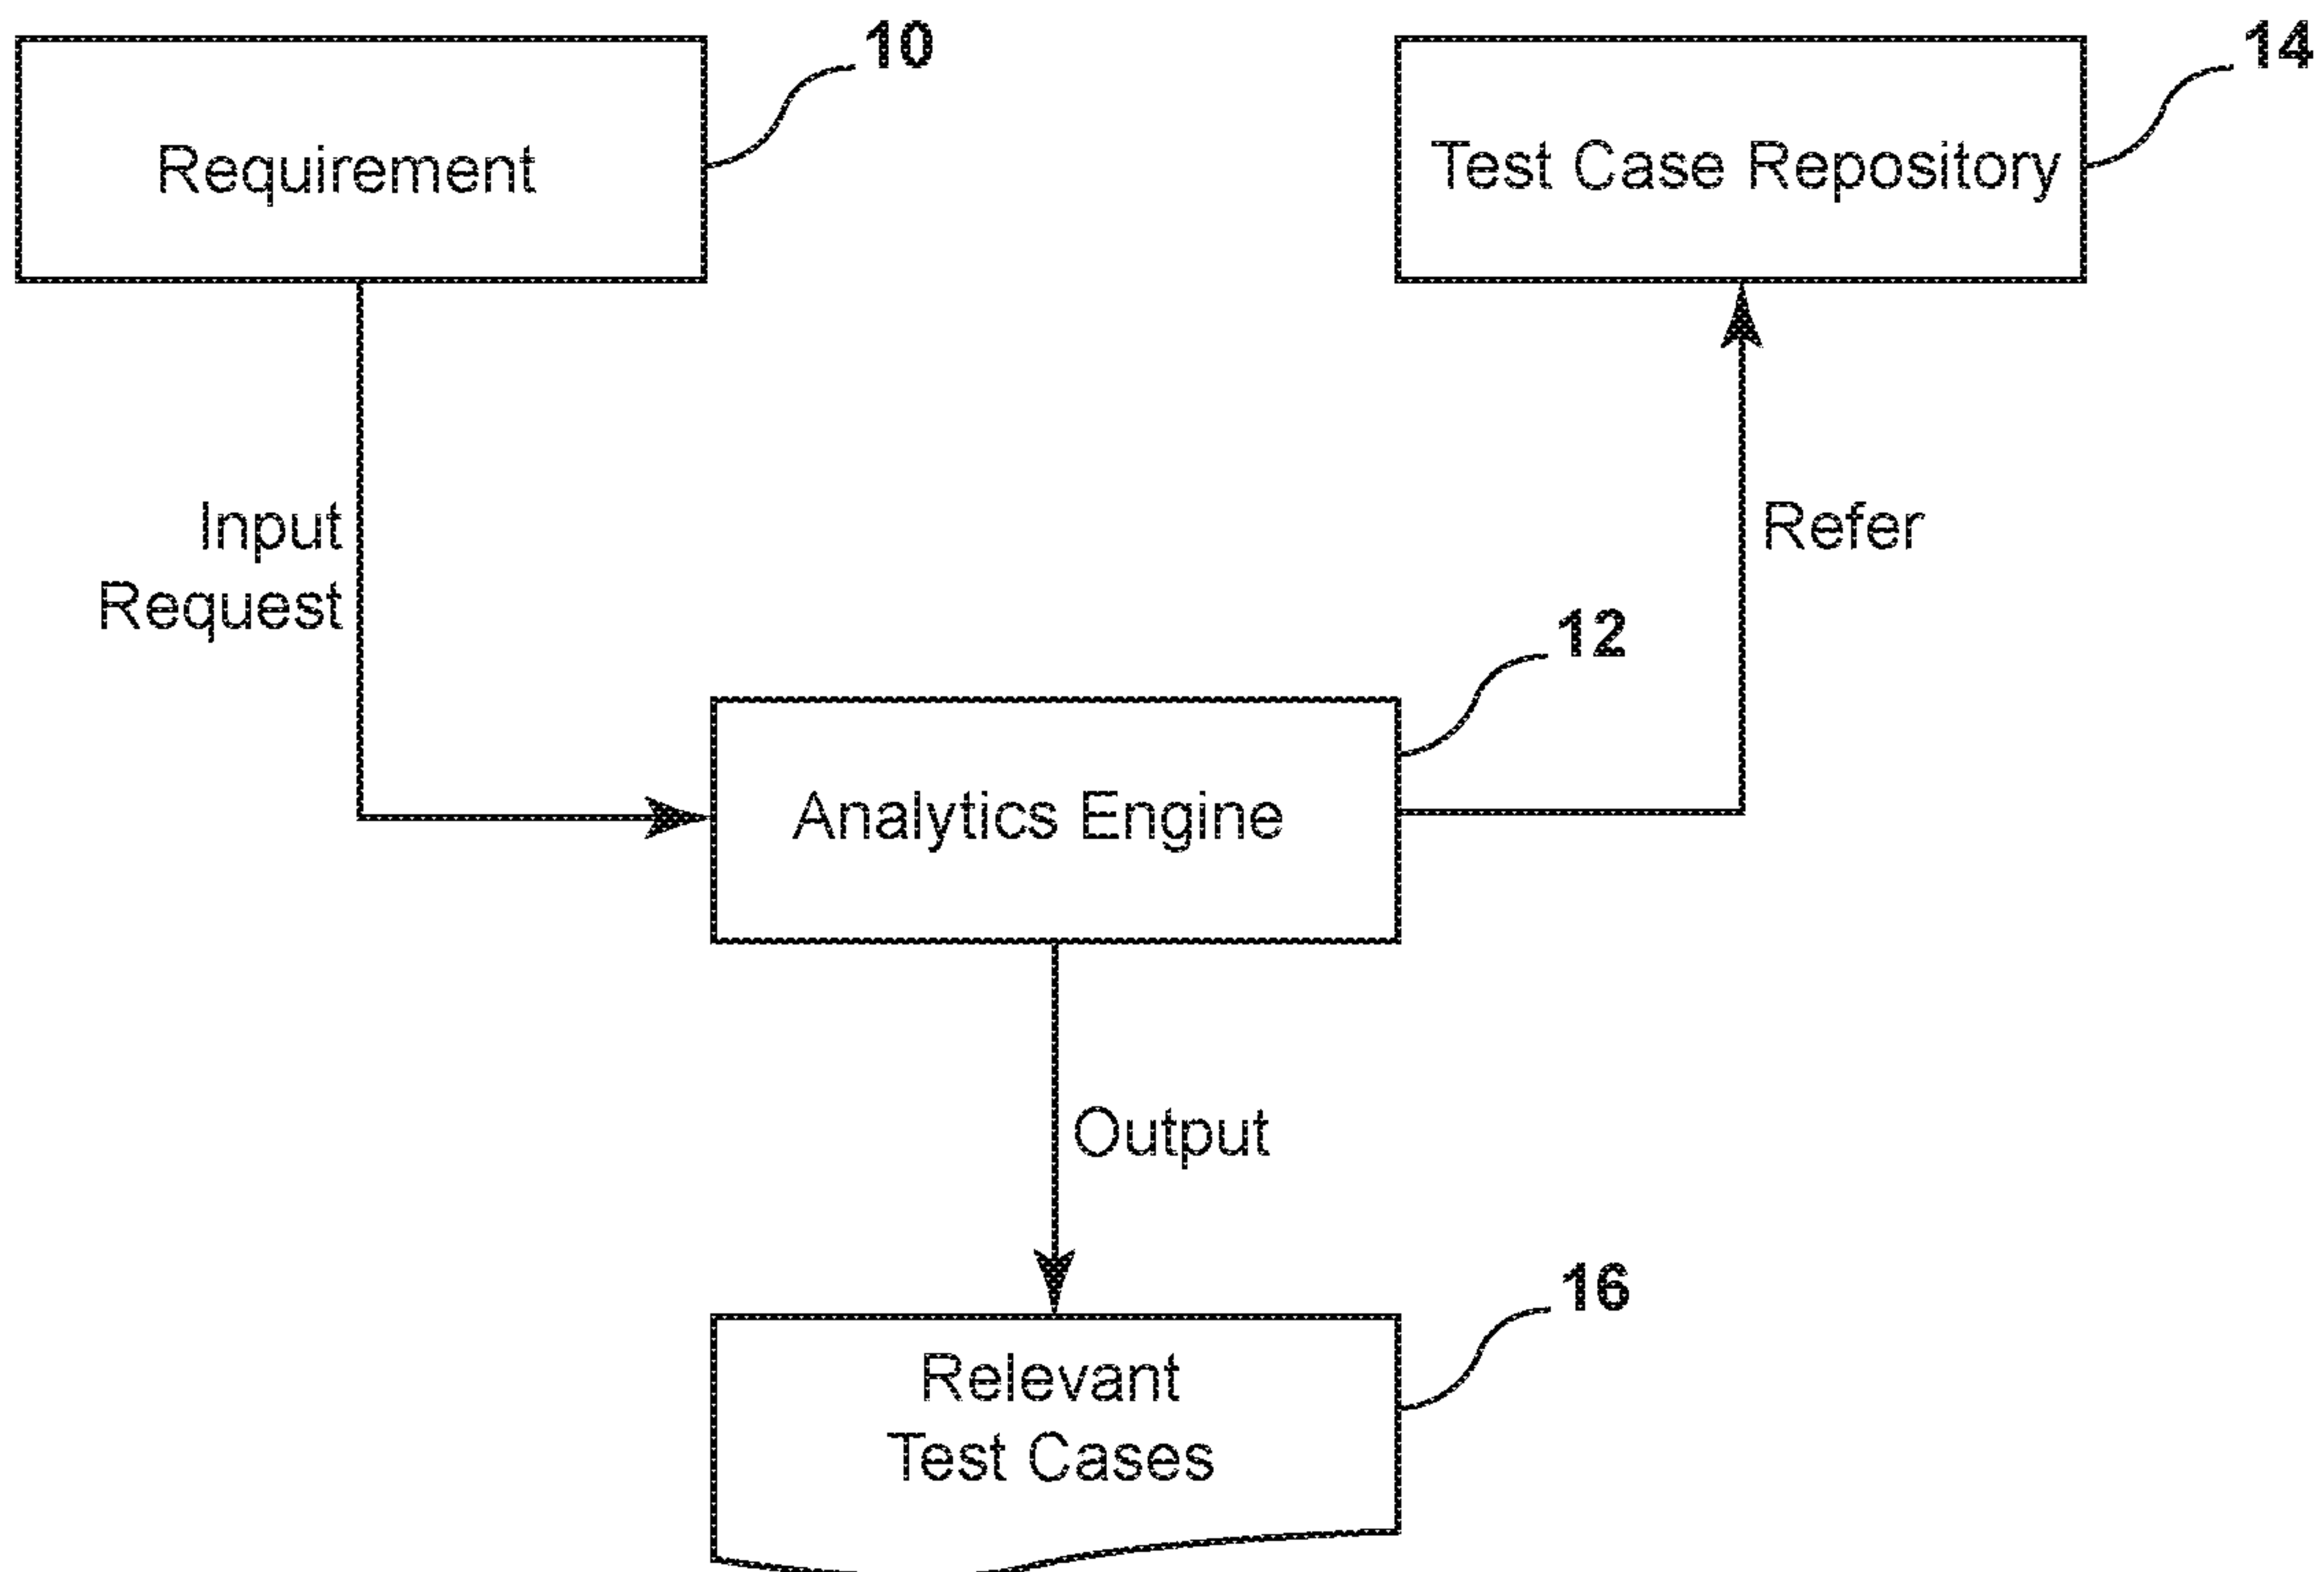 10
14
Requirement
Test Case Repository
Input
Request
Refer
12
Analytics Engine
Output
16
Relevant
Test Cases